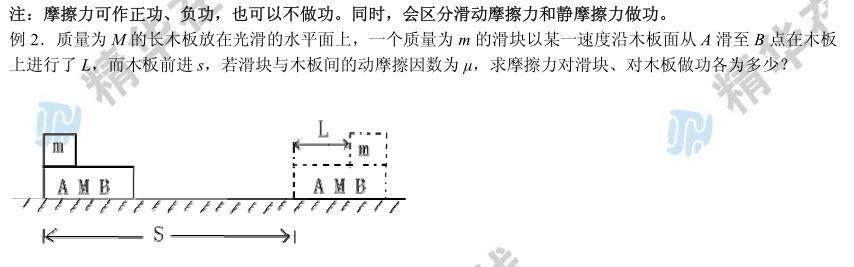 注：摩擦力可作正功、负功，也可以不做功。同时，会区分滑动摩擦力和静摩擦力做功。
例 2．质量为 M 的长木板放在光滑的水平面上，一个质量为 m 的滑块以某一速度沿木板面从 A 滑至 B 点在木板
上进行了 L，而木板前进 s，若滑块与木板间的动摩擦因数为 μ，求摩擦力对滑块、对木板做功各为多少？
精华在
精华在
L
m
m
A M B
A M B
S